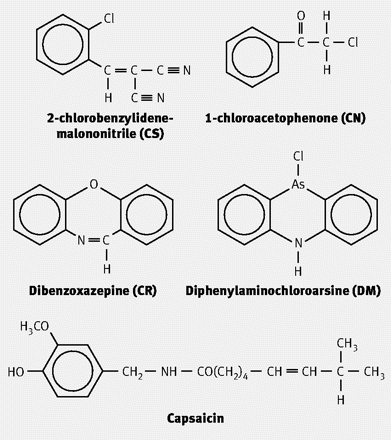 Cl
C = C — C ≡ N
H C ≡ N
2-chlorobenzylidene-
malononitrile (CS)
O H
C — C — Cl
H
1-chloroacetophenone (CN)
O
N = C
H
Dibenzoxazepine (CR)
Cl
As
N
H
Diphenylaminochloroarsine (DM)
H₃CO
HO CH₂ — NH — CO(CH₂)₄ — CH = CH — C — CH₃
CH₃
H
Capsaicin